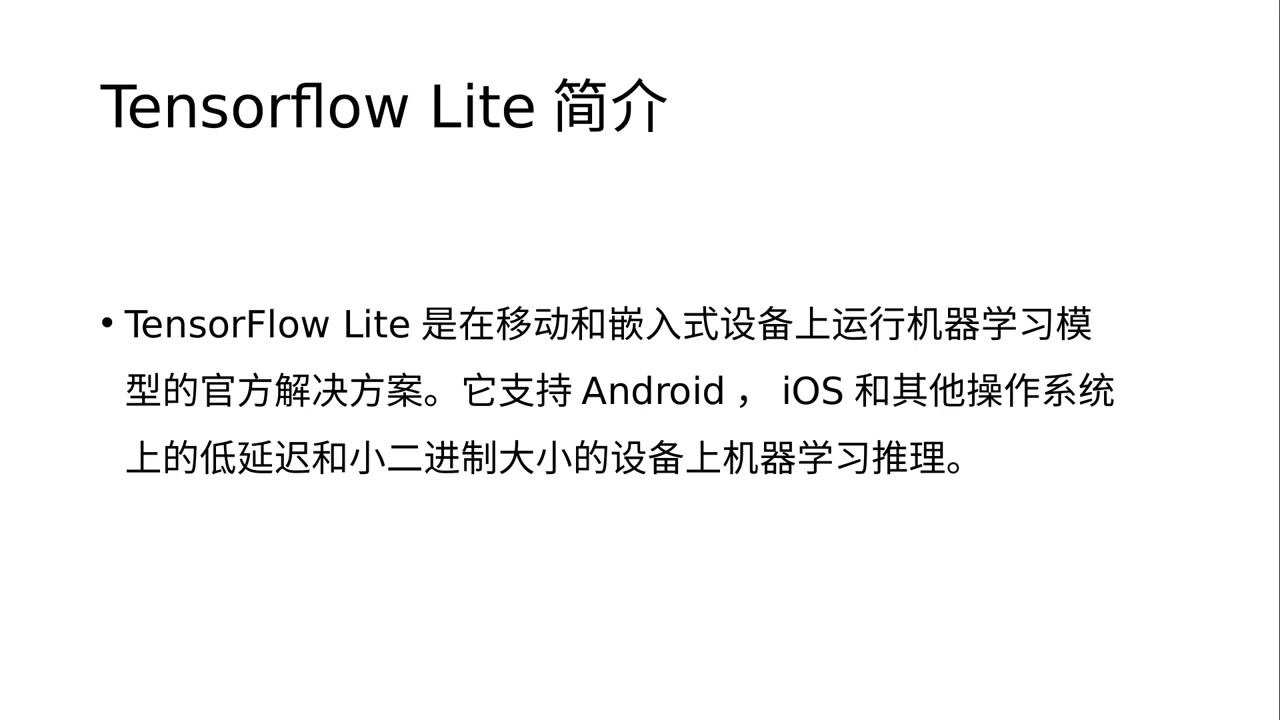 Tensorflow Lite 简介
• TensorFlow Lite 是在移动和嵌入式设备上运行机器学习模
型的官方解决方案。它支持 Android ， iOS 和其他操作系统
上的低延迟和小二进制大小的设备上机器学习推理。